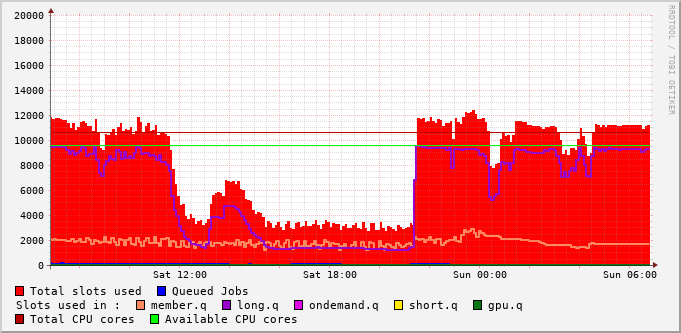 RRDTOOL / TOBI OETIKER
20000
18000
16000
14000
12000
10000
8000
6000
4000
2000
0
Sat 12:00 Sat 18:00 Sun 00:00 Sun 06:00
Total slots used Queued Jobs
Slots used in : member.q long.q ondemand.q short.q gpu.q
Total CPU cores Available CPU cores